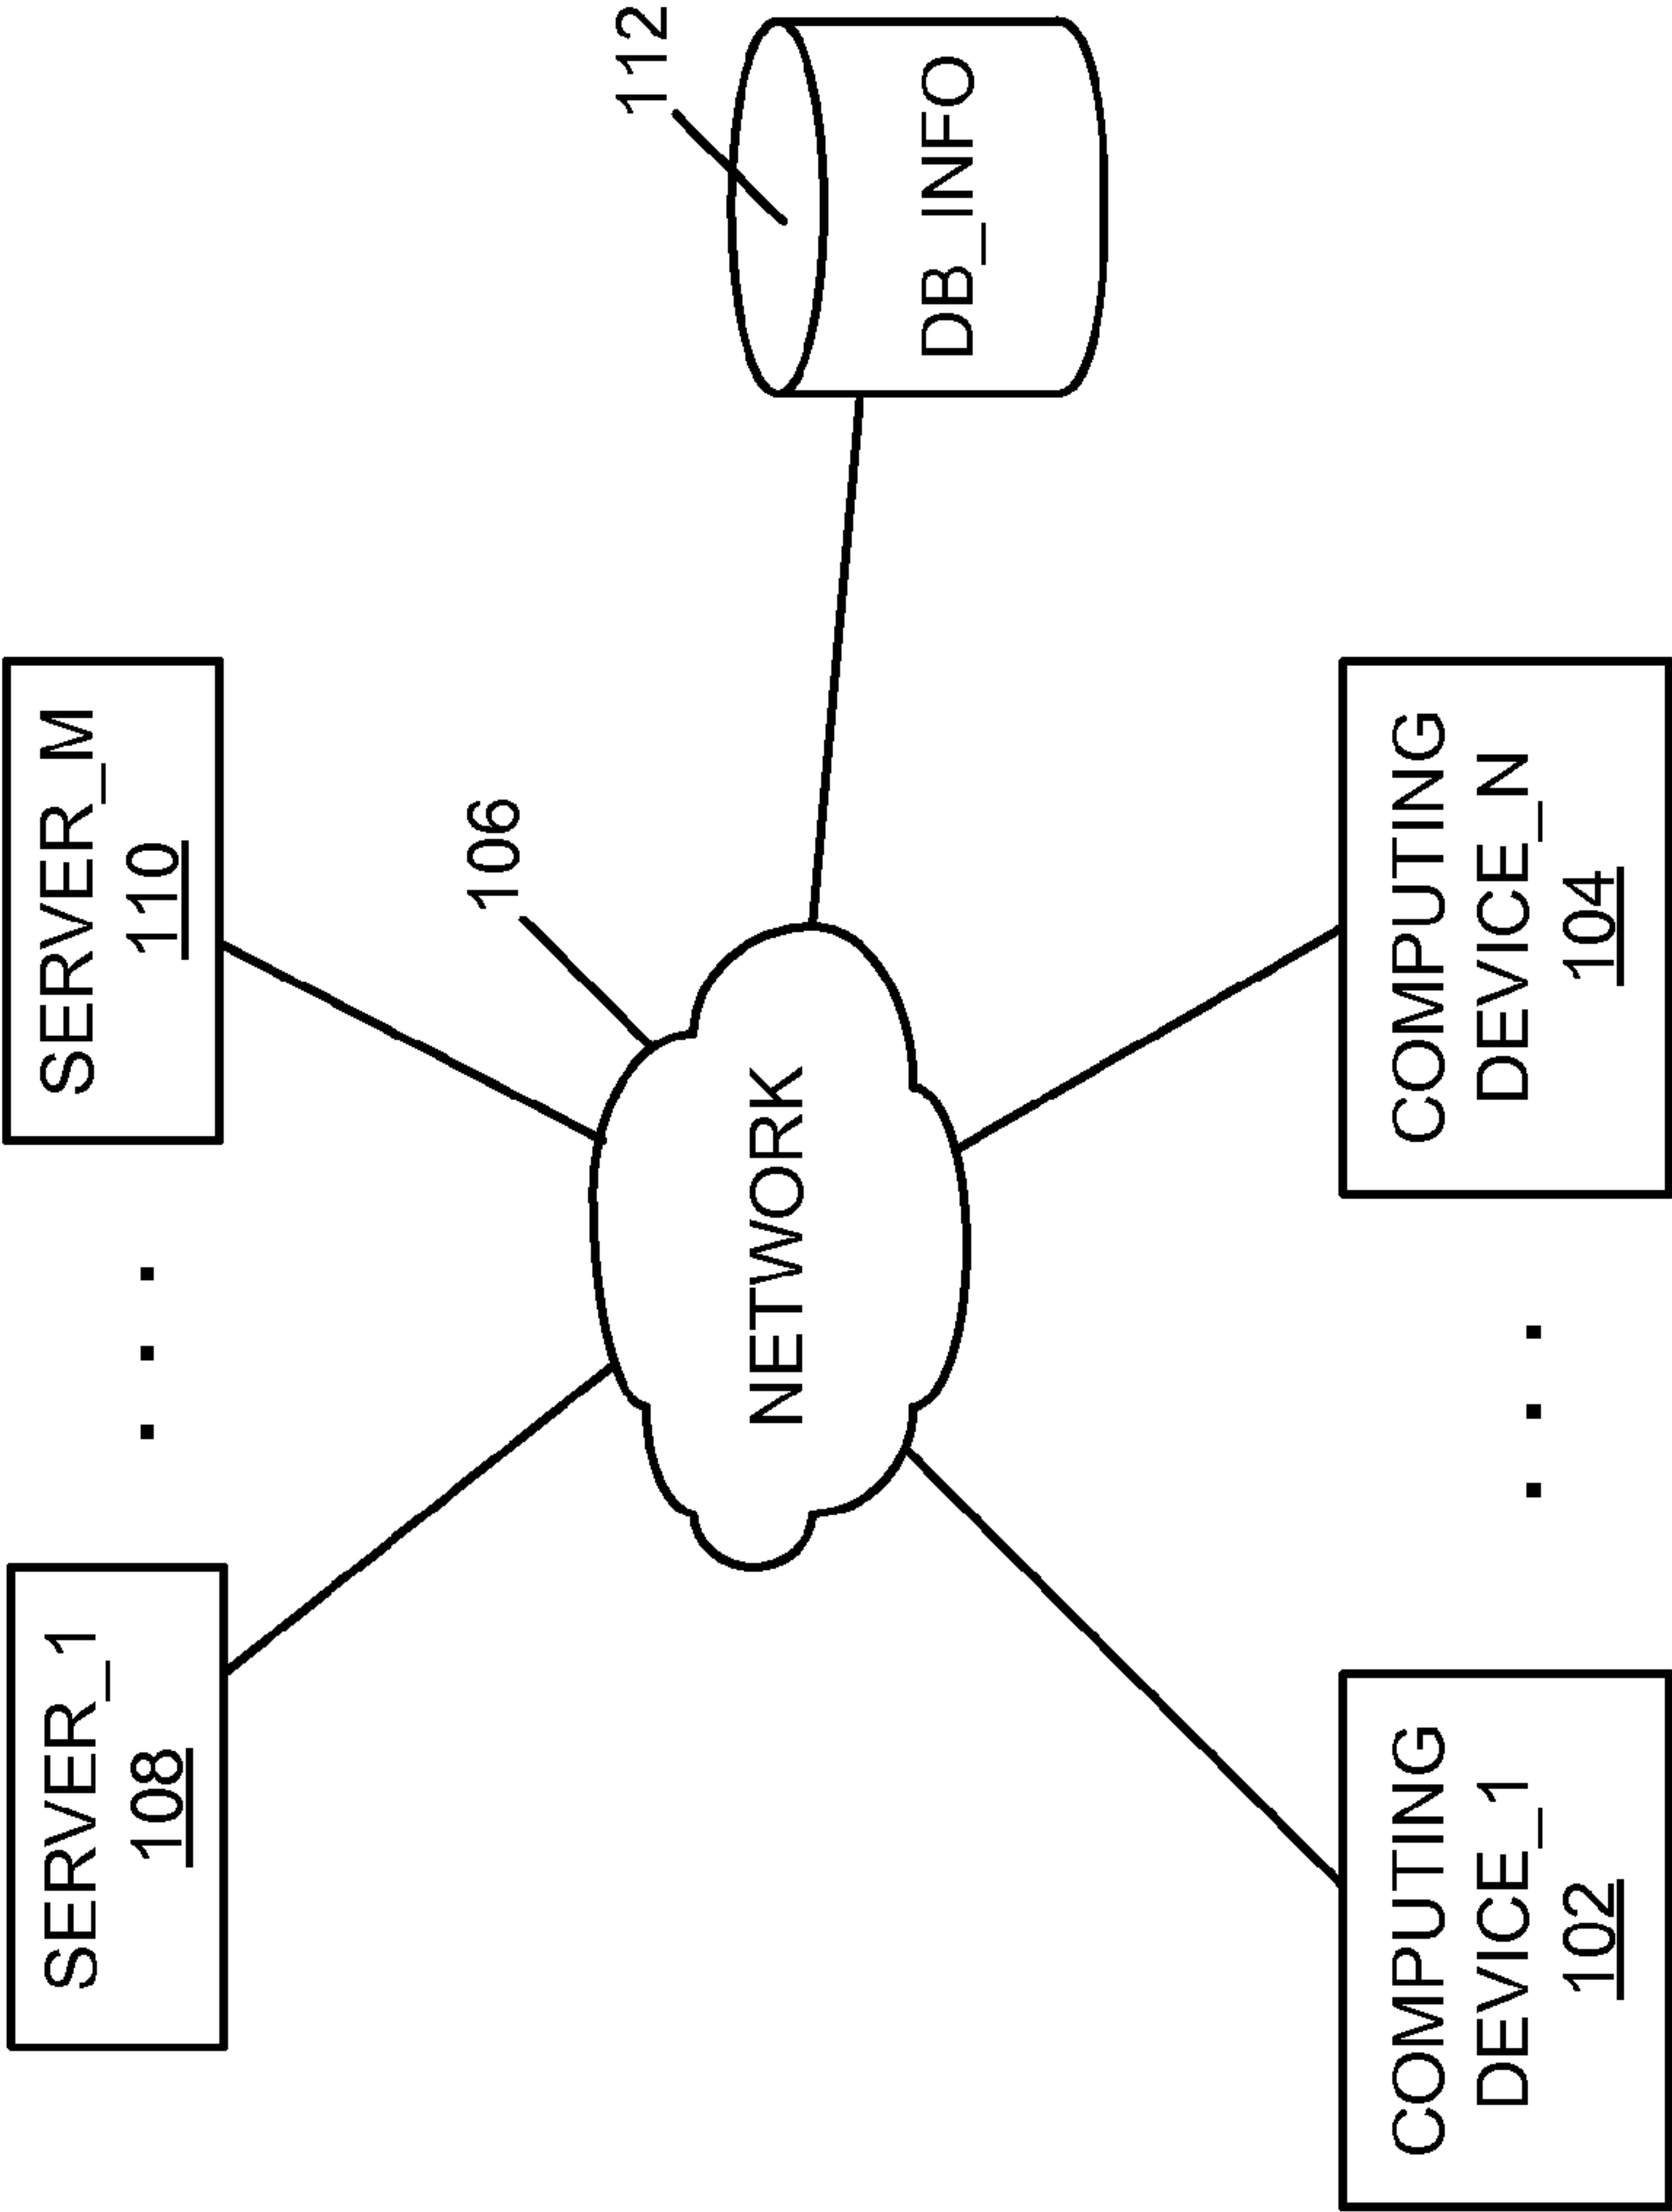 SERVER_1
108
. . .
SERVER_M
110
106
NETWORK
112
DB_INFO
COMPUTING
DEVICE_1
102
. . .
COMPUTING
DEVICE_N
104